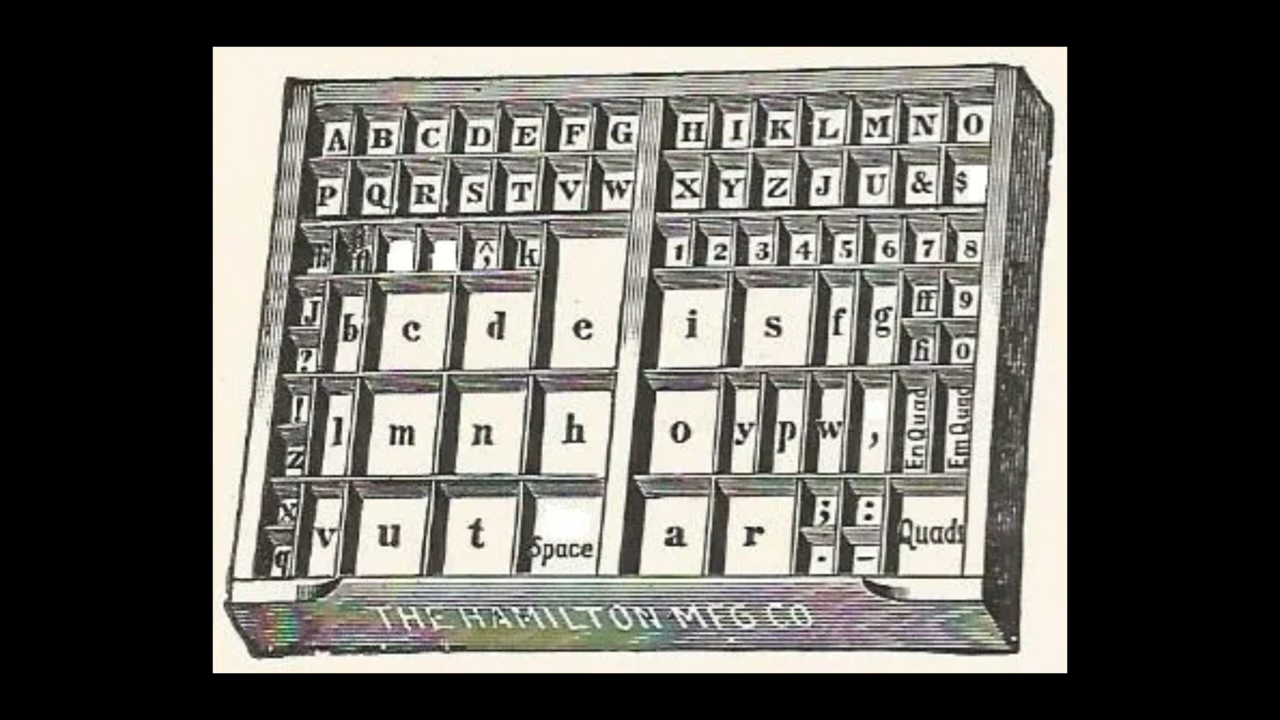 A B C D E F G H I K L M N O
P Q R S T V W X Y Z J U & $
k 1 2 3 4 5 6 7 8
J b c d e i s f g ff 9
? fi 0
! l m n h o y p w , En Quad Em Quad
z
x v u t Space a r ; : Quads
q . –
THE HAMILTON MFG CO